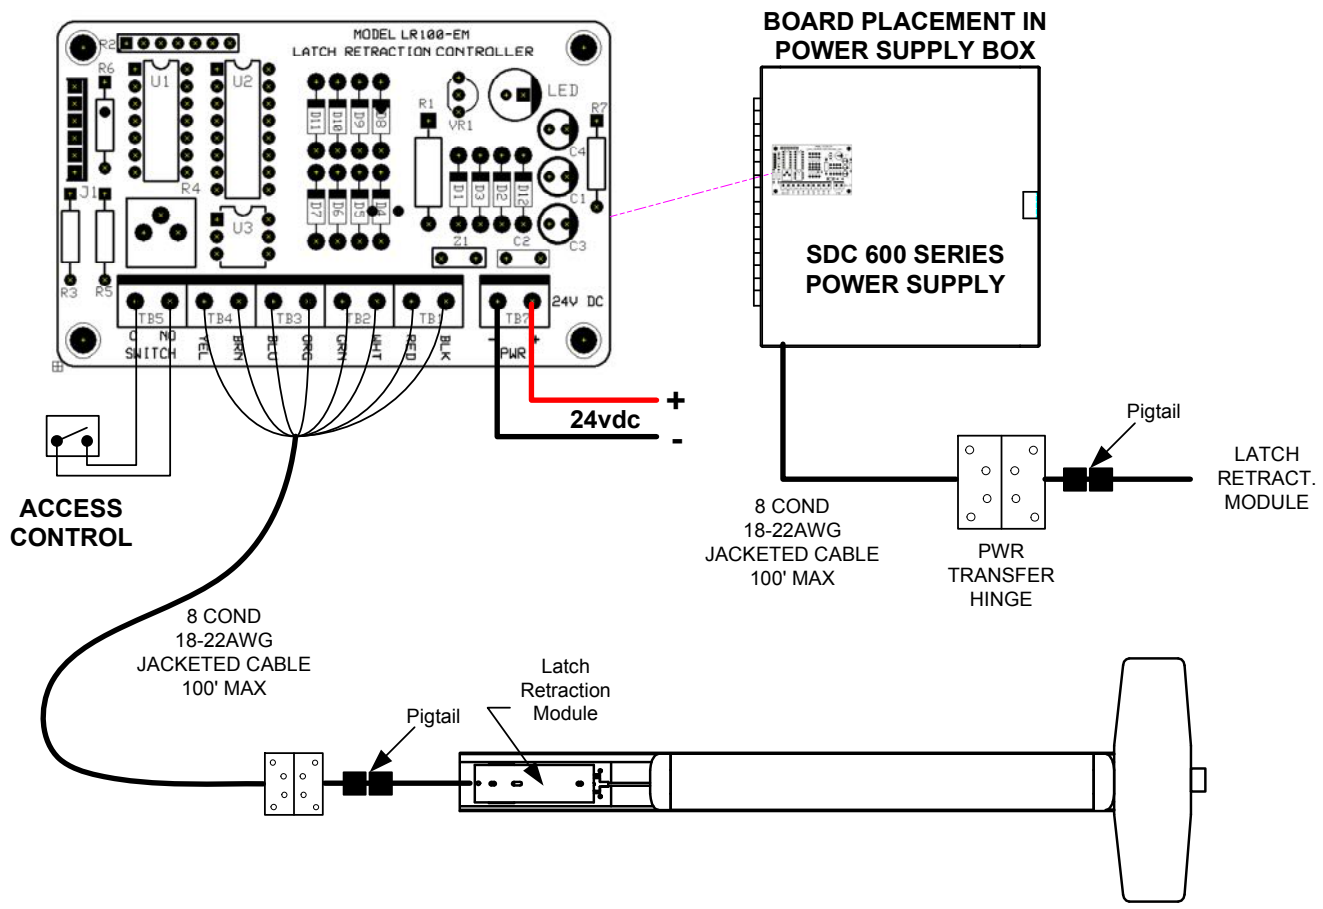 MODEL LR100-EM
LATCH RETRACTION CONTROLLER
R2
R6
U1
U2
LED
R1
VR1
R7
D11
D10
D9
D8
C4
J1
R4
D1
D3
D2
D12
C1
D7
D6
D5
D4
U3
C3
Z1
C2
R3
R5
24V DC
TB5
TB4
TB3
TB2
TB1
TB7
C
NO
SWITCH
YEL
BRN
BLU
ORG
GRN
WHT
RED
BLK
-
+
PWR
+
24vdc
-
ACCESS
CONTROL
BOARD PLACEMENT IN
POWER SUPPLY BOX
SDC 600 SERIES
POWER SUPPLY
Pigtail
LATCH
RETRACT.
MODULE
8 COND
18-22AWG
JACKETED CABLE
100' MAX
PWR
TRANSFER
HINGE
8 COND
18-22AWG
JACKETED CABLE
100' MAX
Pigtail
Latch
Retraction
Module